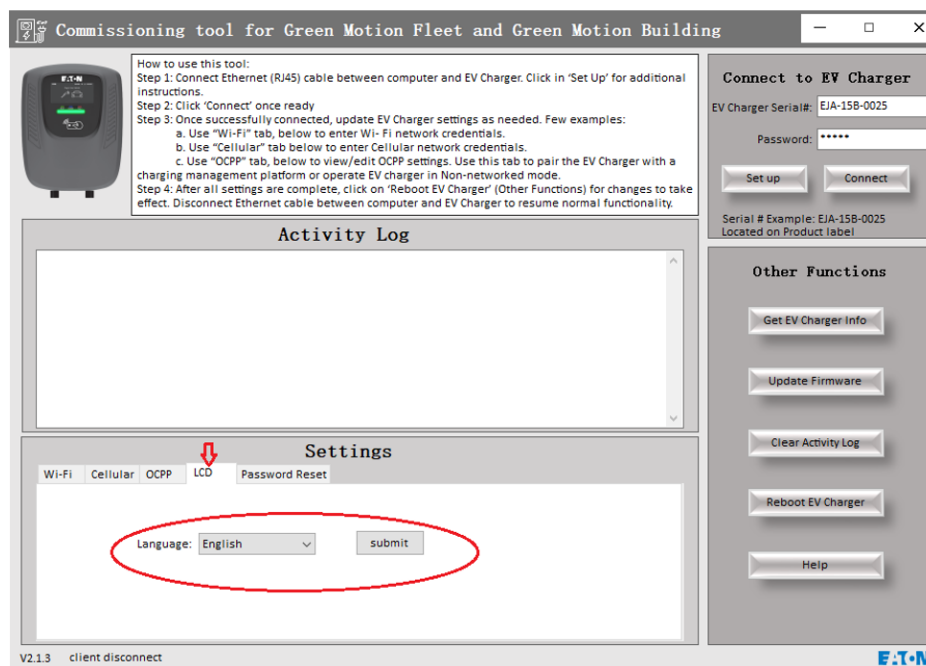 Commissioning tool for Green Motion Fleet and Green Motion Building
E·T·N
How to use this tool:
Step 1: Connect Ethernet (RJ45) cable between computer and EV Charger. Click in ‘Set Up’ for additional
instructions.
Step 2: Click ‘Connect’ once ready
Step 3: Once successfully connected, update EV Charger settings as needed. Few examples:
a. Use “Wi-Fi” tab, below to enter Wi- Fi network credentials.
b. Use “Cellular” tab below to enter Cellular network credentials.
c. Use “OCPP” tab, below to view/edit OCPP settings. Use this tab to pair the EV Charger with a
charging management platform or operate EV charger in Non-networked mode.
Step 4: After all settings are complete, click on ‘Reboot EV Charger’ (Other Functions) for changes to take
effect. Disconnect Ethernet cable between computer and EV Charger to resume normal functionality.
Connect to EV Charger
EV Charger Serial#: EJA-15B-0025
Password: •••••
Set up Connect
Serial # Example: EJA-15B-0025
Located on Product label
Activity Log
Other Functions
Get EV Charger Info
Update Firmware
Clear Activity Log
Reboot EV Charger
Help
Settings
Wi-Fi Cellular OCPP LCD Password Reset
Language: English submit
V2.1.3 client disconnect
E·T·N